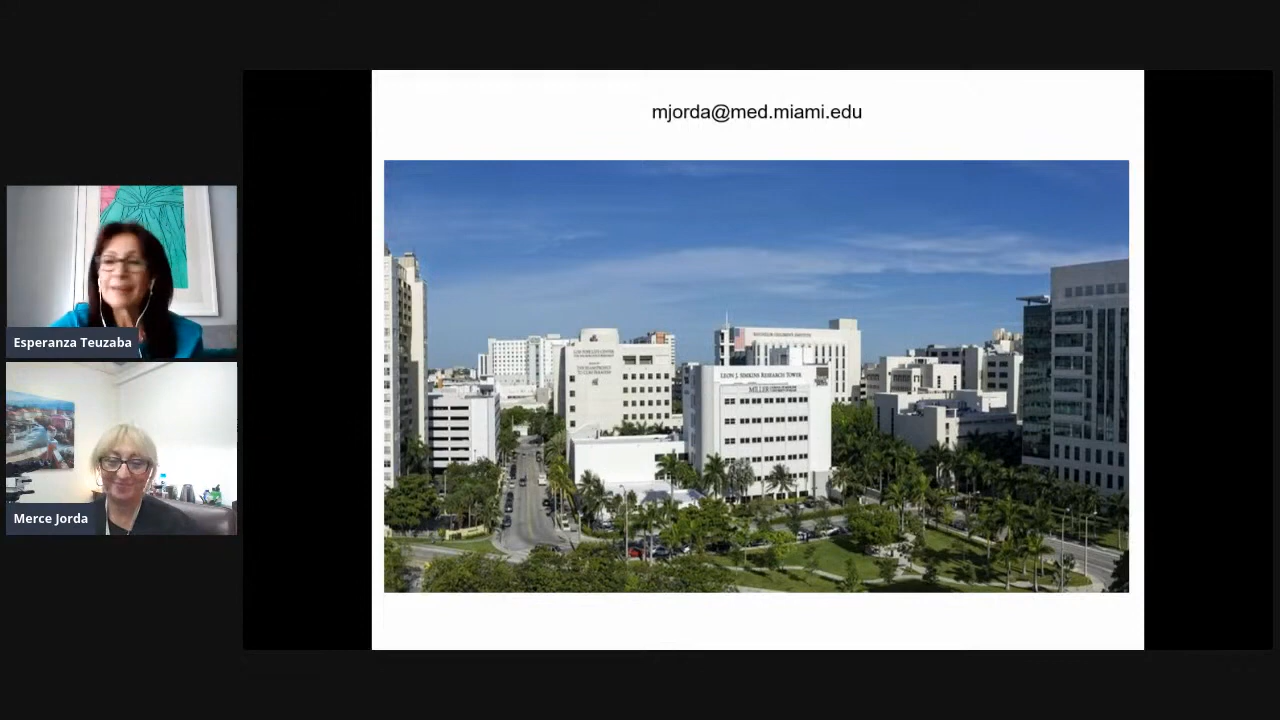 mjorda@med.miami.edu
Esperanza Teuzaba
Merce Jorda
LEON J. SIMKINS RESEARCH TOWER
MILLER